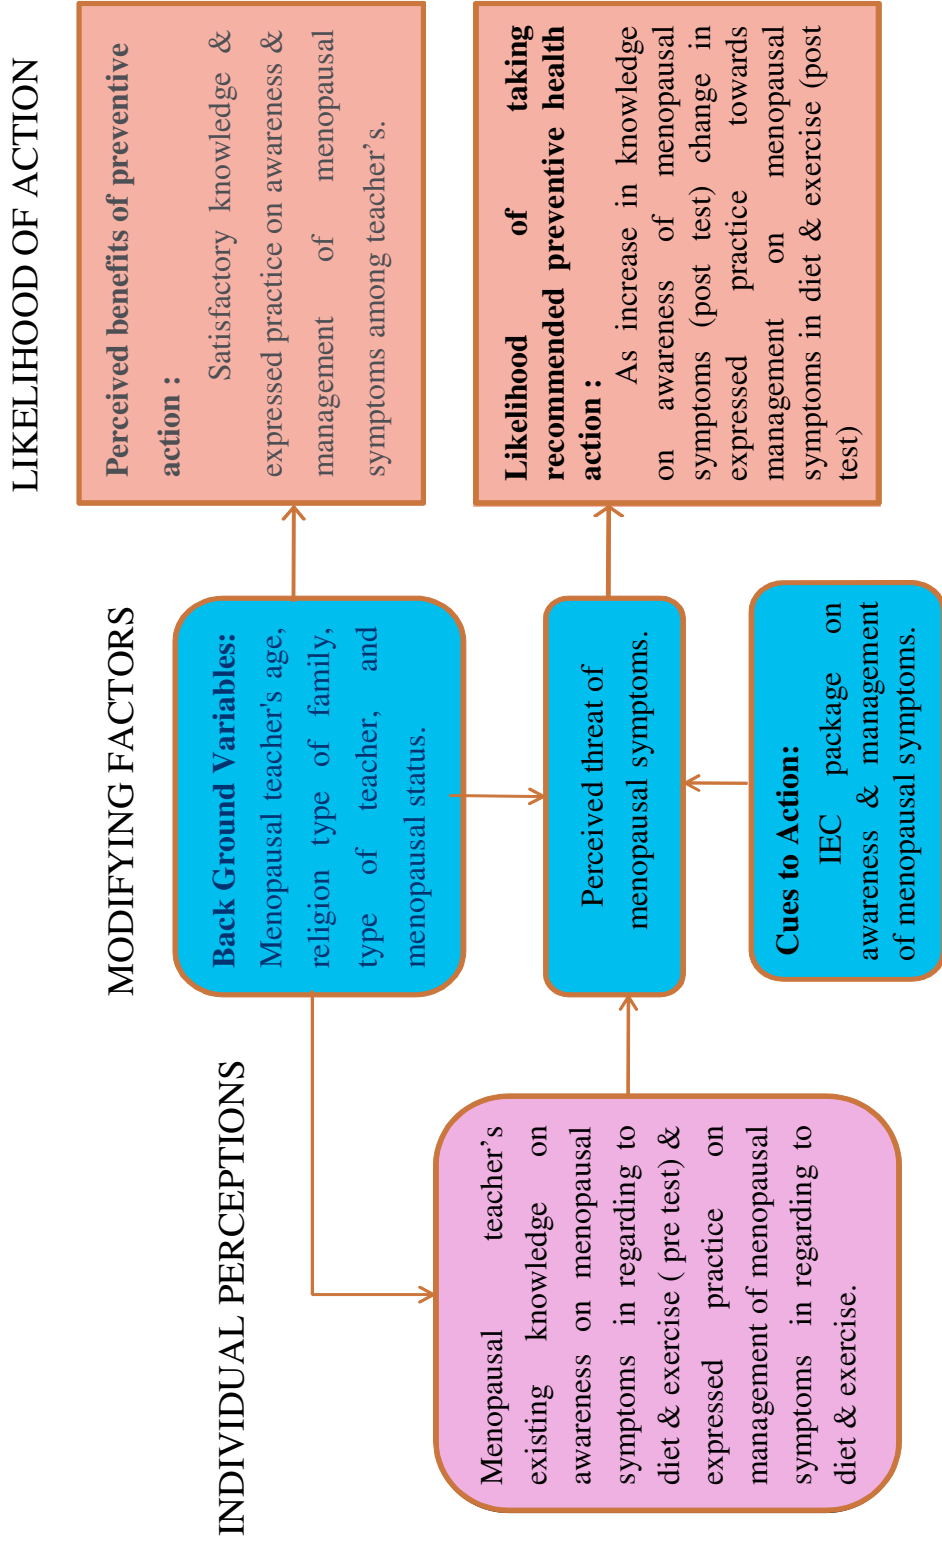 INDIVIDUAL PERCEPTIONS
Menopausal teacher's
existing knowledge on
awareness on menopausal
symptoms in regarding to
diet & exercise ( pre test) &
expressed practice on
management of menopausal
symptoms in regarding to
diet & exercise.
MODIFYING FACTORS
Back Ground Variables:
Menopausal teacher's age,
religion type of family,
type of teacher, and
menopausal status.
Perceived threat of
menopausal symptoms.
Cues to Action:
IEC package on
awareness & management
of menopausal symptoms.
LIKELIHOOD OF ACTION
Perceived benefits of preventive
action :
Satisfactory knowledge &
expressed practice on awareness &
management of menopausal
symptoms among teacher's.
Likelihood of taking
recommended preventive health
action :
As increase in knowledge
on awareness of menopausal
symptoms (post test) change in
expressed practice towards
management on menopausal
symptoms in diet & exercise (post
test)